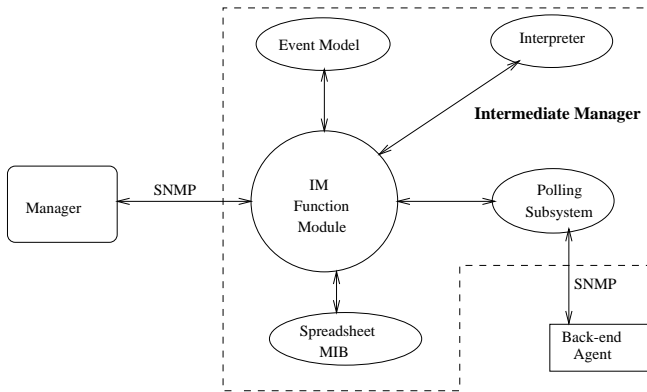 Event Model
Interpreter
Intermediate Manager
IM
Function
Module
SNMP
Manager
Polling
Subsystem
SNMP
Spreadsheet
MIB
Back-end
Agent